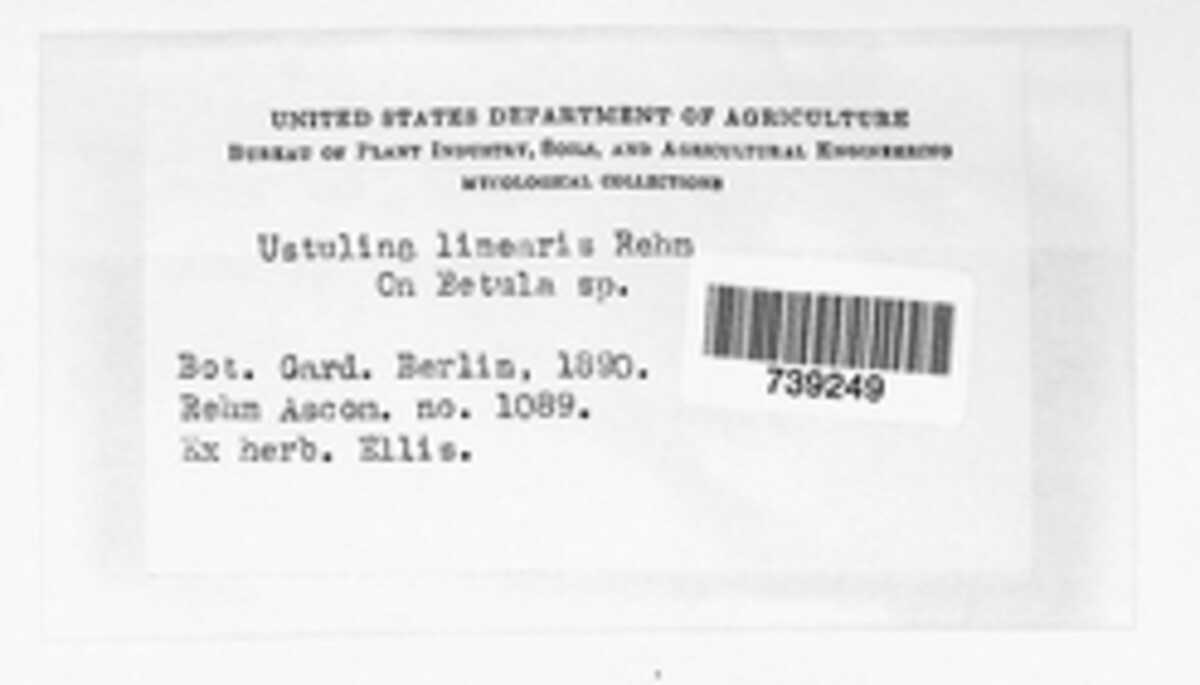 UNITED STATES DEPARTMENT OF AGRICULTURE
BUREAU OF PLANT INDUSTRY, SOILS, AND AGRICULTURAL ENGINEERING
MYCOLOGICAL COLLECTIONS
Ustulina linearis Rehm
On Betula sp.
739249
Bot. Gard. Berlin, 1890.
Rehm Ascom. no. 1089.
Ex herb. Ellis.